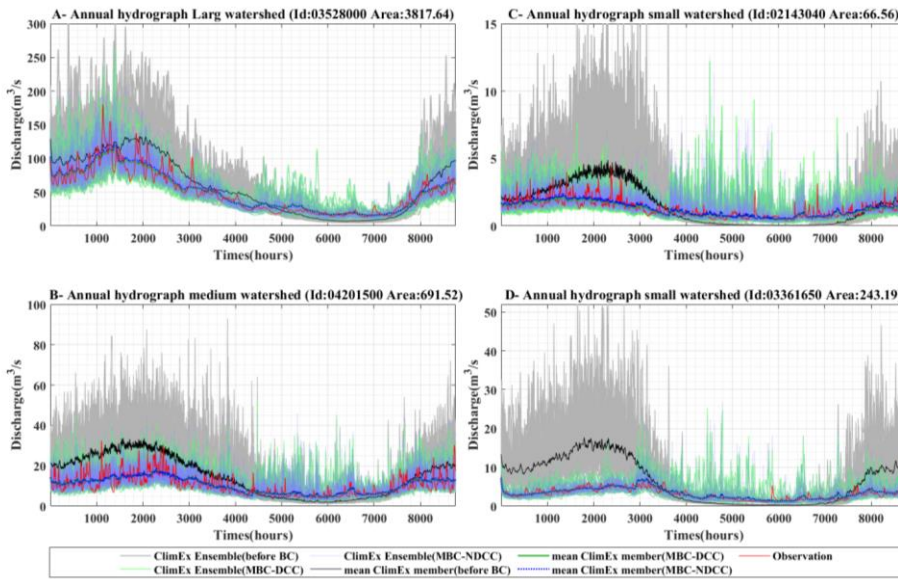 A- Annual hydrograph Larg watershed (Id:03528000 Area:3817.64)
300
250
200
150
100
50
0
Discharge(m³/s)
1000 2000 3000 4000 5000 6000 7000 8000
Times(hours)
C- Annual hydrograph small watershed (Id:02143040 Area:66.56)
15
10
5
0
Discharge(m³/s)
1000 2000 3000 4000 5000 6000 7000 8000
Times(hours)
B- Annual hydrograph medium watershed (Id:04201500 Area:691.52)
100
80
60
40
20
0
Discharge(m³/s)
1000 2000 3000 4000 5000 6000 7000 8000
Times(hours)
D- Annual hydrograph small watershed (Id:03361650 Area:243.19
50
40
30
20
10
0
Discharge(m³/s)
1000 2000 3000 4000 5000 6000 7000 8000
Times(hours)
ClimEx Ensemble(before BC) ClimEx Ensemble(MBC-NDCC) mean ClimEx member(MBC-DCC) Observation
ClimEx Ensemble(MBC-DCC) mean ClimEx member(before BC) mean ClimEx member(MBC-NDCC)